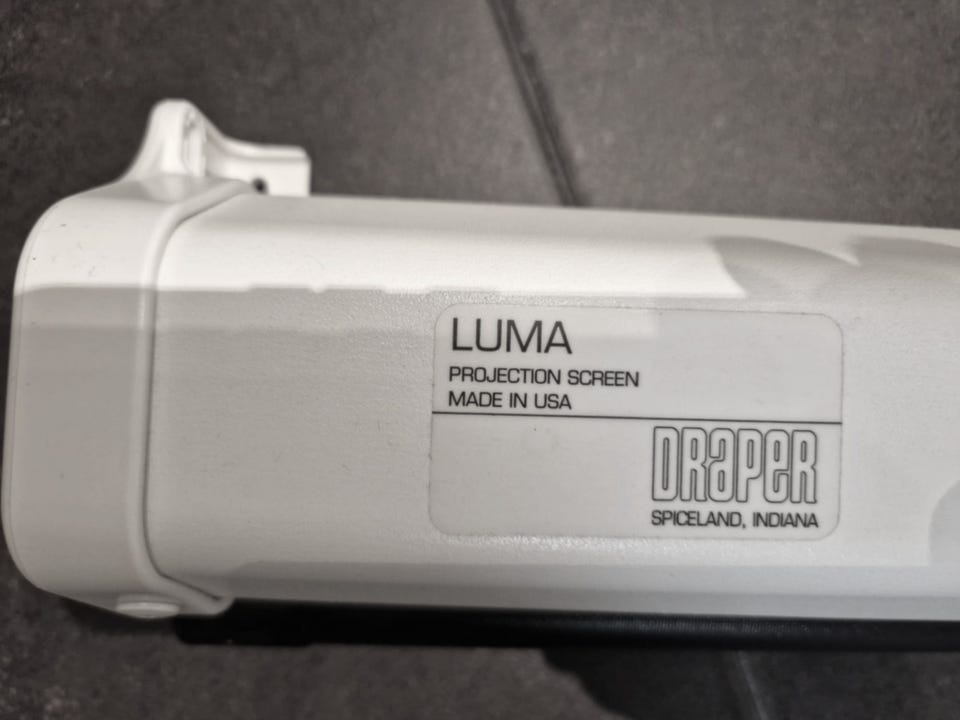 LUMA
PROJECTION SCREEN
MADE IN USA
DRAPER
SPICELAND, INDIANA